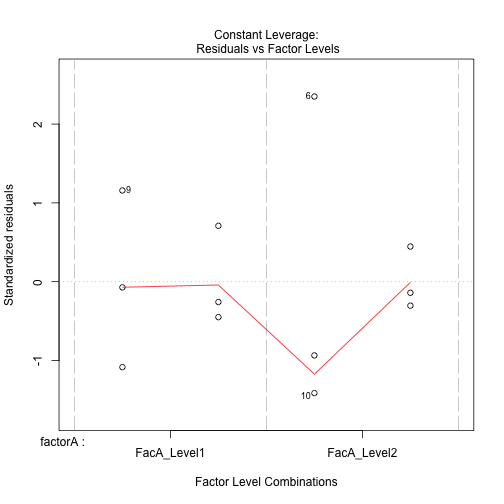 Constant Leverage:
Residuals vs Factor Levels
Standardized residuals
2
1
0
-1
6
9
10
factorA :
FacA_Level1
FacA_Level2
Factor Level Combinations